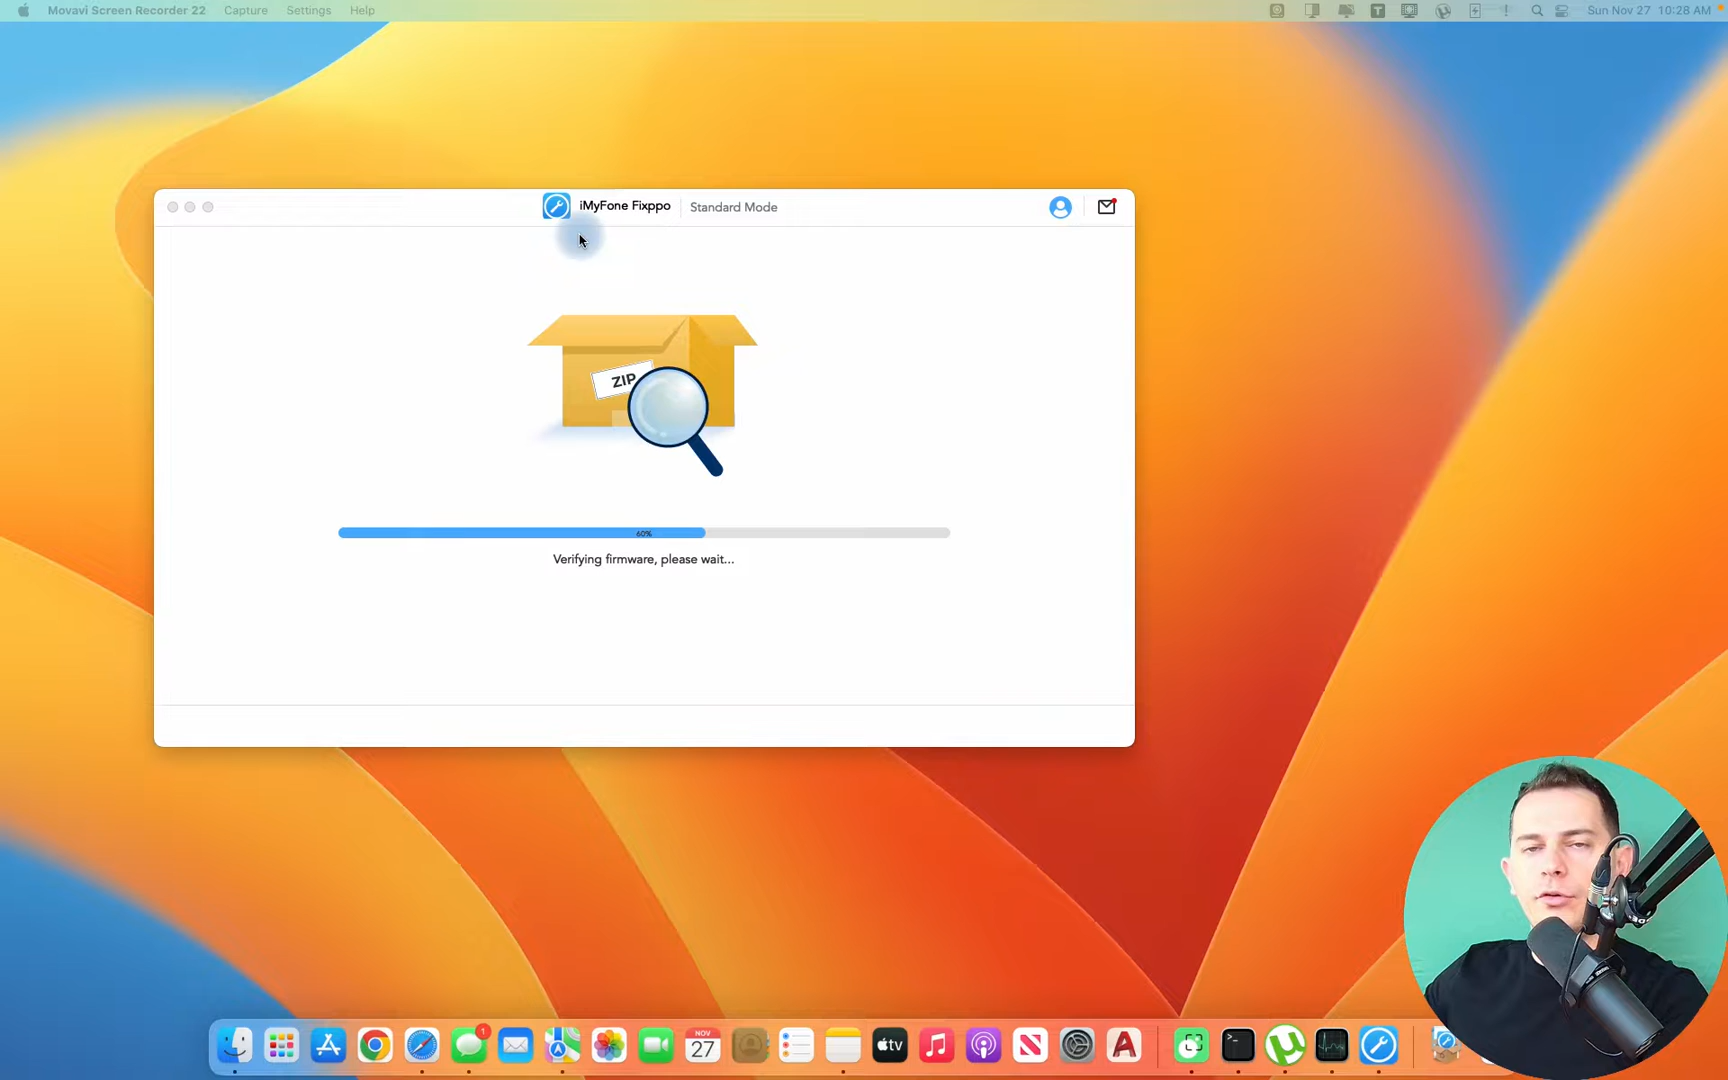 Movavi Screen Recorder 22 Capture Settings Help Sun Nov 27 10:28 AM
iMyFone Fixppo Standard Mode
ZIP
60%
Verifying firmware, please wait...
1
NOV
27
tv